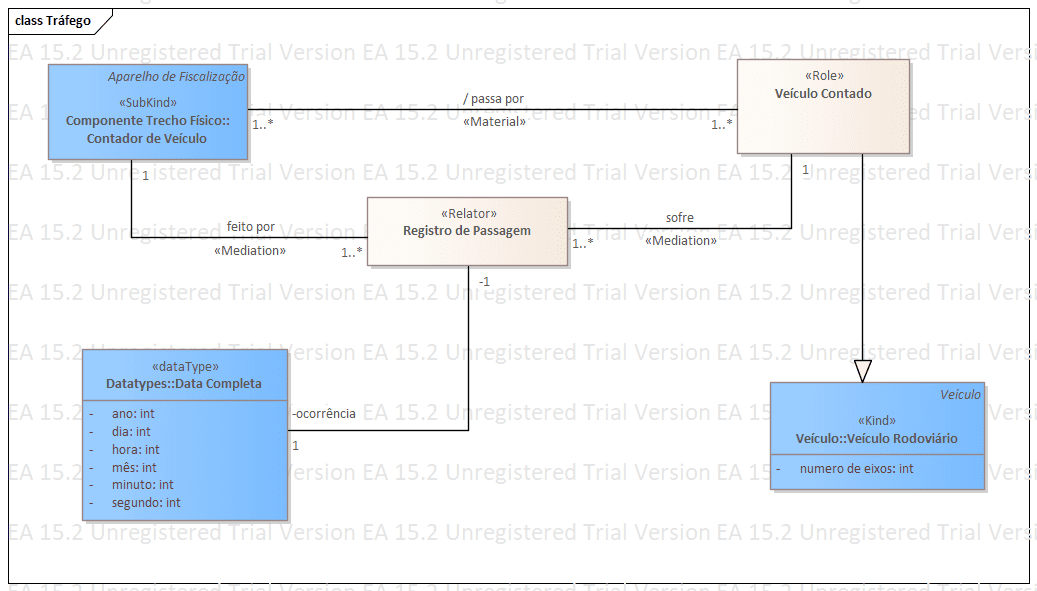 class Tráfego
EA 15.2 Unregistered Trial Version EA 15.2 Unregistered Trial Version EA 15.2 Unregistered Trial Versi
Aparelho de Fiscalização
«SubKind»
Componente Trecho Físico::
Contador de Veículo
/ passa por
«Material»
1..*
1..*
«Role»
Veículo Contado
1
1
feito por
«Mediation»
1..*
«Relator»
Registro de Passagem
sofre
«Mediation»
1..*
-1
«dataType»
Datatypes::Data Completa
- ano: int
- dia: int
- hora: int
- mês: int
- minuto: int
- segundo: int
-ocorrência
1
Veículo
«Kind»
Veículo::Veículo Rodoviário
- numero de eixos: int